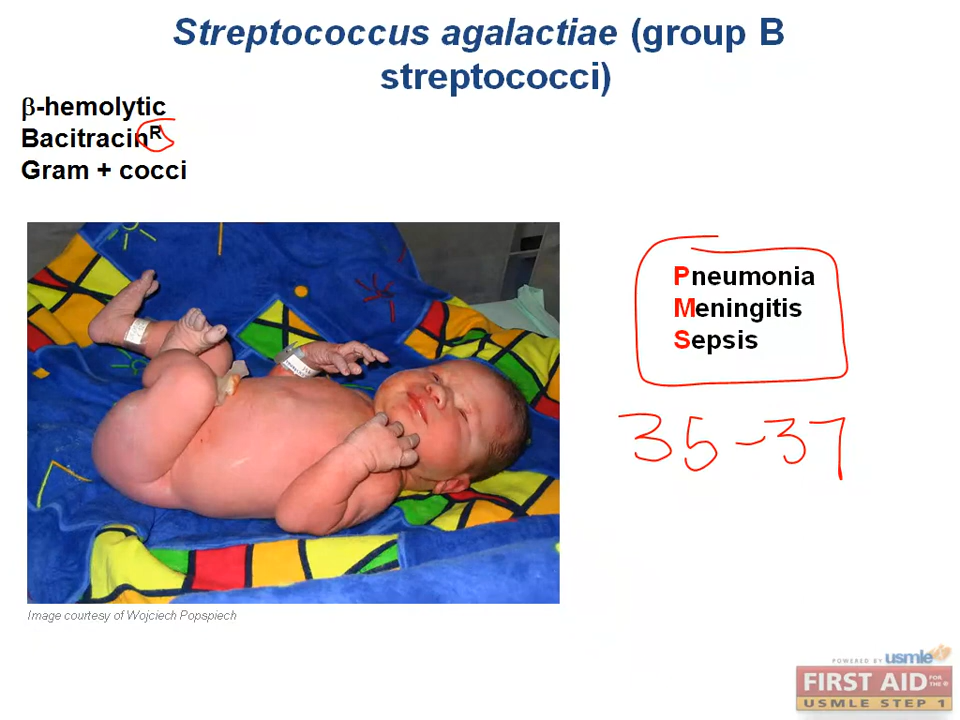 Streptococcus agalactiae (group B
streptococci)
β-hemolytic
Bacitracinᴿ
Gram + cocci
Pneumonia
Meningitis
Sepsis
35-37
Image courtesy of Wojciech Popspiech
POWERED BY usmle
FIRST AID FOR THE®
USMLE STEP 1